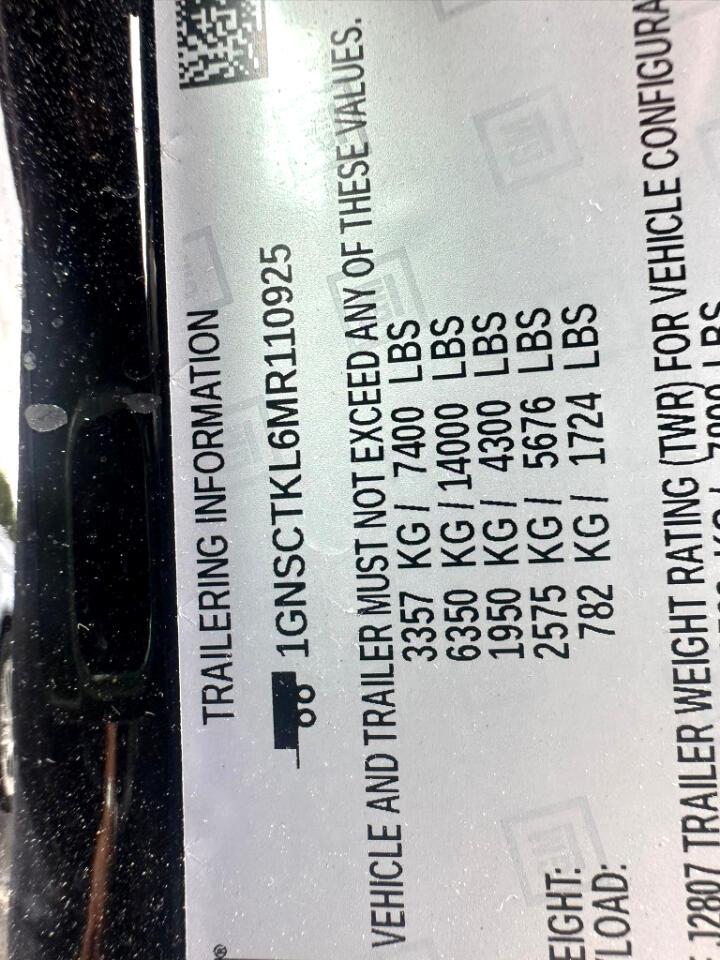 TRAILERING INFORMATION
1GNSCTKL6MR110925
VEHICLE AND TRAILER MUST NOT EXCEED ANY OF THESE VALUES.
3357 KG / 7400 LBS
6350 KG / 14000 LBS
1950 KG / 4300 LBS
EIGHT: 2575 KG / 5676 LBS
LOAD: 782 KG / 1724 LBS
J2807 TRAILER WEIGHT RATING (TWR) FOR VEHICLE CONFIGURA